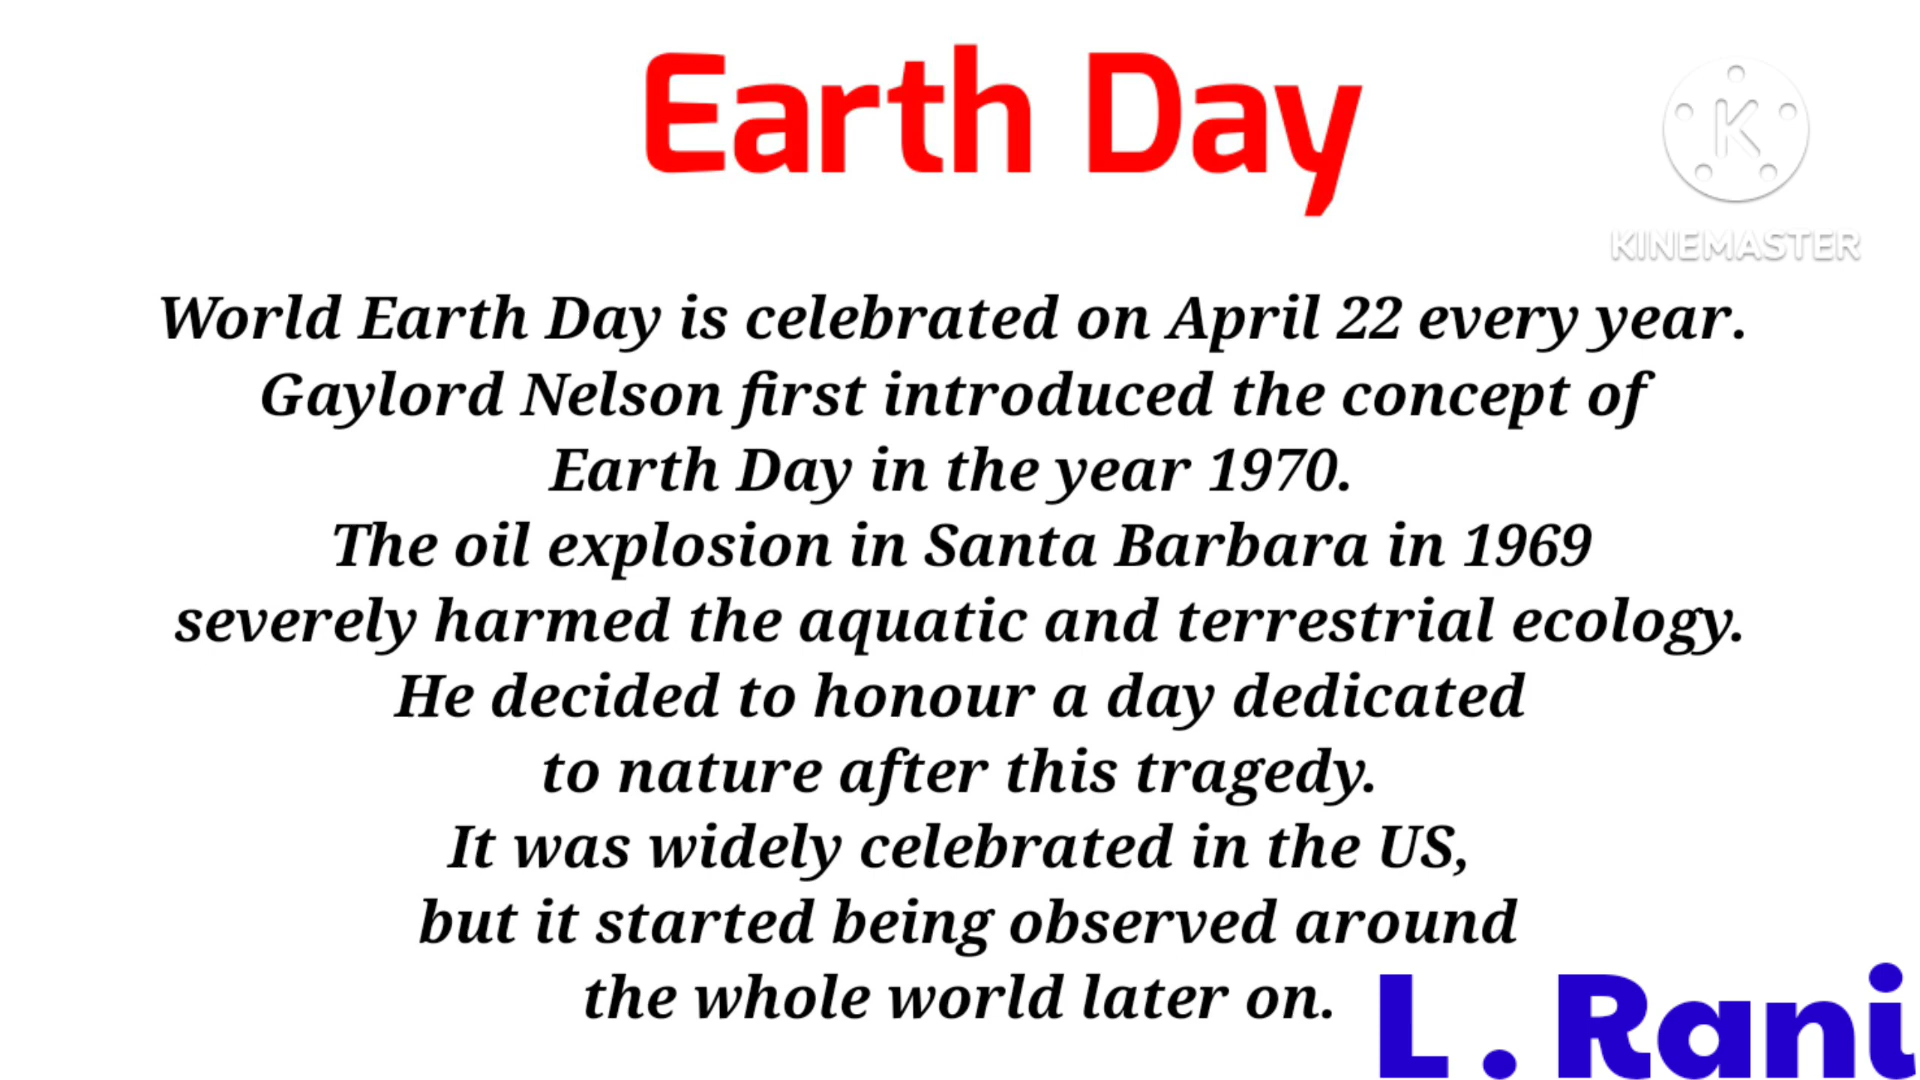 Earth Day
K
KINEMASTER
World Earth Day is celebrated on April 22 every year.
Gaylord Nelson first introduced the concept of
Earth Day in the year 1970.
The oil explosion in Santa Barbara in 1969
severely harmed the aquatic and terrestrial ecology.
He decided to honour a day dedicated
to nature after this tragedy.
It was widely celebrated in the US,
but it started being observed around
the whole world later on.
L . Rani